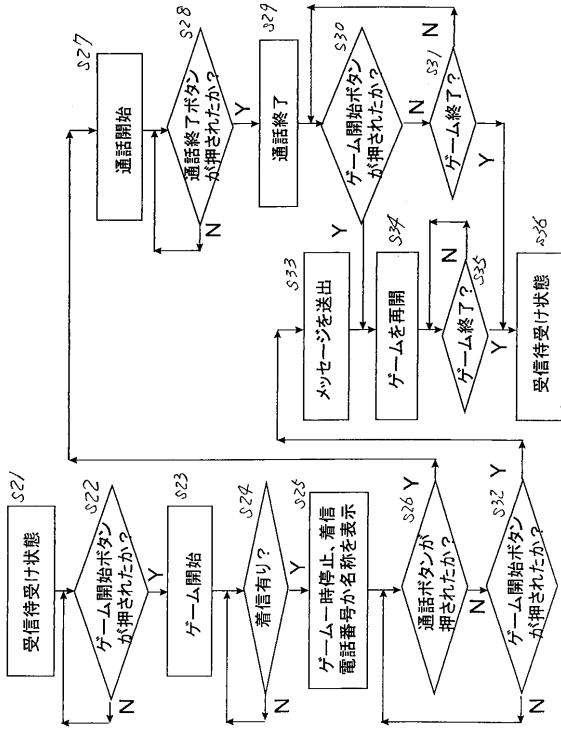 S21
受信待受け状態
S22
ゲーム開始ボタン
が押されたか?
N
Y
S23
ゲーム開始
S24
着信有り?
N
Y
S25
ゲーム一時停止、着信
電話番号か名称を表示
S26
通話ボタンが
押されたか?
Y
N
S32
ゲーム開始ボタン
が押されたか?
Y
N
S27
通話開始
S28
通話終了ボタン
が押されたか?
N
Y
S29
通話終了
S30
ゲーム開始ボタン
が押されたか?
Y
N
S31
ゲーム終了?
N
Y
S33
メッセージを送出
S34
ゲームを再開
S35
ゲーム終了?
N
Y
S36
受信待受け状態